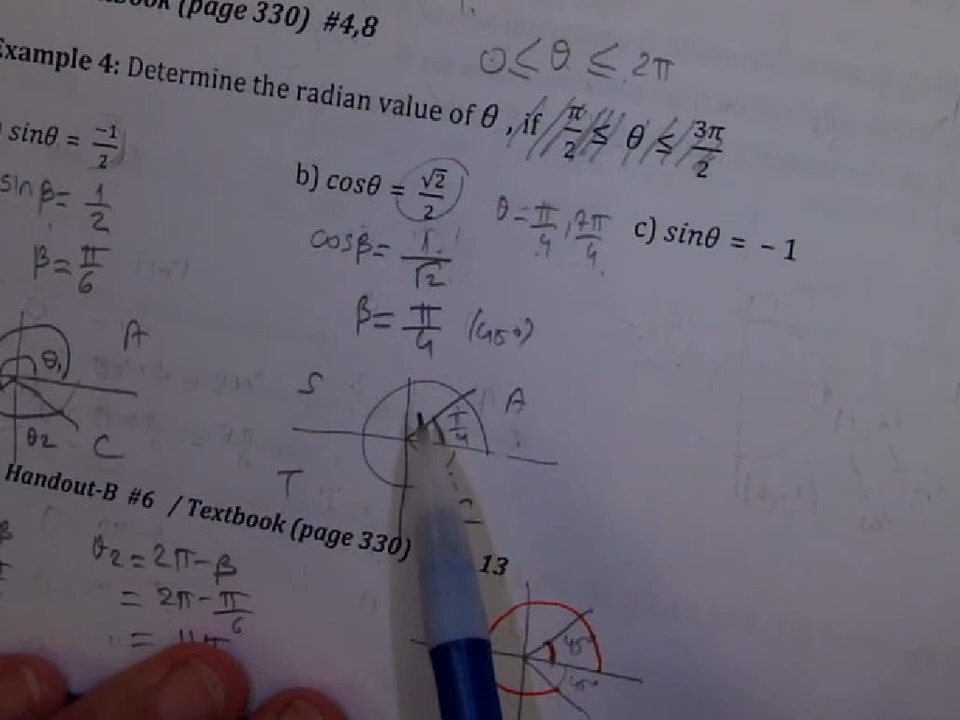 (page 330) #4,8
0 ≤ θ ≤ 2π
Example 4: Determine the radian value of θ , if π/2 ≤ θ ≤ 3π/2
sinθ = -1/2
sinβ = 1/2
β = π/6
b) cosθ = √2/2
cosβ = 1/√2
β = π/4 (45°)
θ = π/4, 7π/4
c) sinθ = - 1
A
θ1
θ2
C
S
A
π/4
T
Handout-B #6 / Textbook (page 330)
13
θ2 = 2π - β
= 2π - π/6
45°
45°